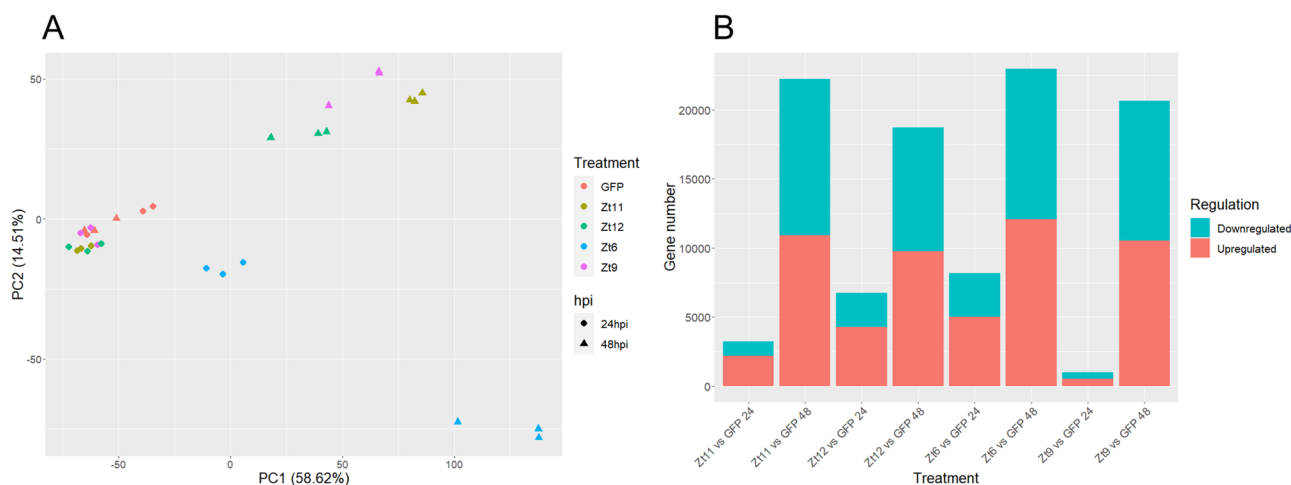 A
50
0
-50
PC2 (14.51%)
-50
0
50
100
PC1 (58.62%)
Treatment
GFP
Zt11
Zt12
Zt6
Zt9
hpi
24hpi
48hpi
B
Gene number
20000
15000
10000
5000
0
Zt11 vs GFP 24
Zt11 vs GFP 48
Zt12 vs GFP 24
Zt12 vs GFP 48
Zt6 vs GFP 24
Zt6 vs GFP 48
Zt9 vs GFP 24
Zt9 vs GFP 48
Treatment
Regulation
Downregulated
Upregulated